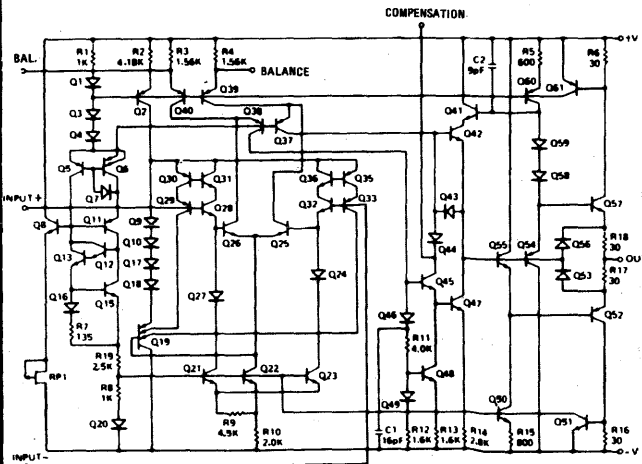 COMPENSATION
+V
BAL.
R1
1K
R2
4.18K
R3
1.56K
R4
1.56K
BALANCE
C2
9pF
R5
600
R6
30
Q1
Q2
Q40
Q39
Q60
Q61
Q3
Q4
Q38
Q37
Q41
Q42
Q59
Q58
Q5
Q6
Q7
Q30
Q31
Q36
Q35
INPUT+
Q29
Q28
Q32
Q33
Q43
Q57
Q8
Q11
Q9
Q26
Q25
Q44
Q55
Q54
Q56
R18
30
OU
Q13
Q12
Q10
Q17
Q18
Q27
Q24
Q45
Q47
Q53
R17
30
Q16
Q15
Q46
Q52
R7
135
Q19
R11
4.0K
RP1
R19
2.5K
Q21
Q22
Q23
Q48
R8
1K
Q49
Q50
Q51
Q20
R9
4.5K
R10
2.0K
C1
16pF
R12
1.6K
R13
1.6K
R14
2.8K
R15
800
R16
30
-V
INPUT-